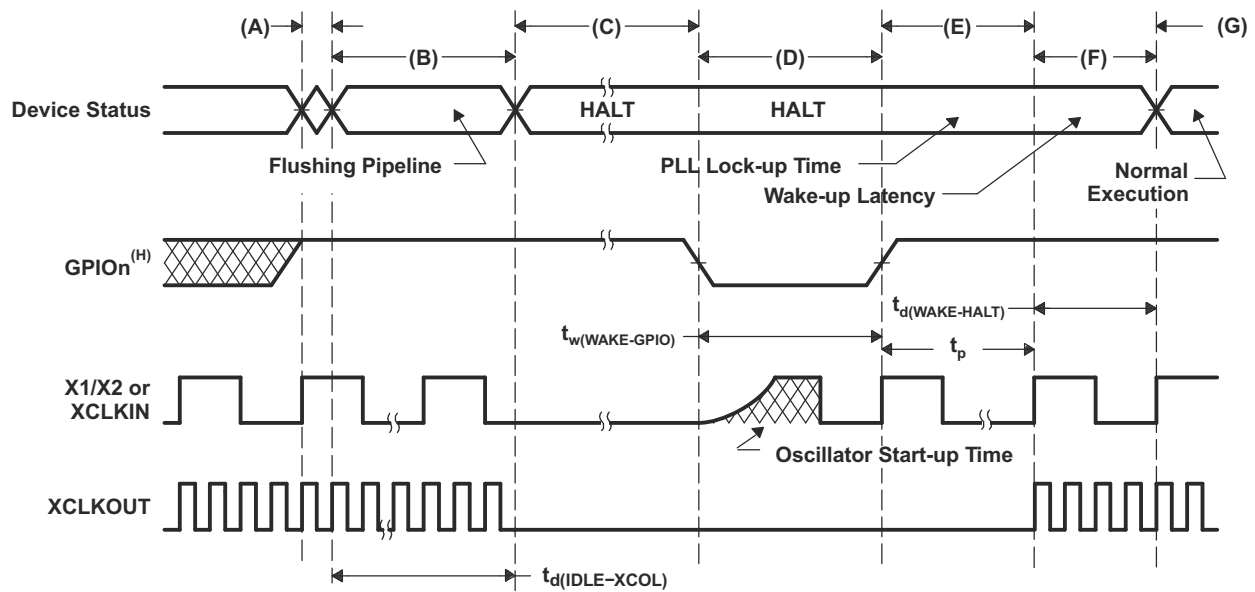 (A)
(C)
(E)
(G)
(B)
(D)
(F)
Device Status
HALT
HALT
Flushing Pipeline
PLL Lock-up Time
Wake-up Latency
Normal
Execution
GPIOn(H)
td(WAKE-HALT)
tw(WAKE-GPIO)
tp
X1/X2 or
XCLKIN
Oscillator Start-up Time
XCLKOUT
td(IDLE−XCOL)